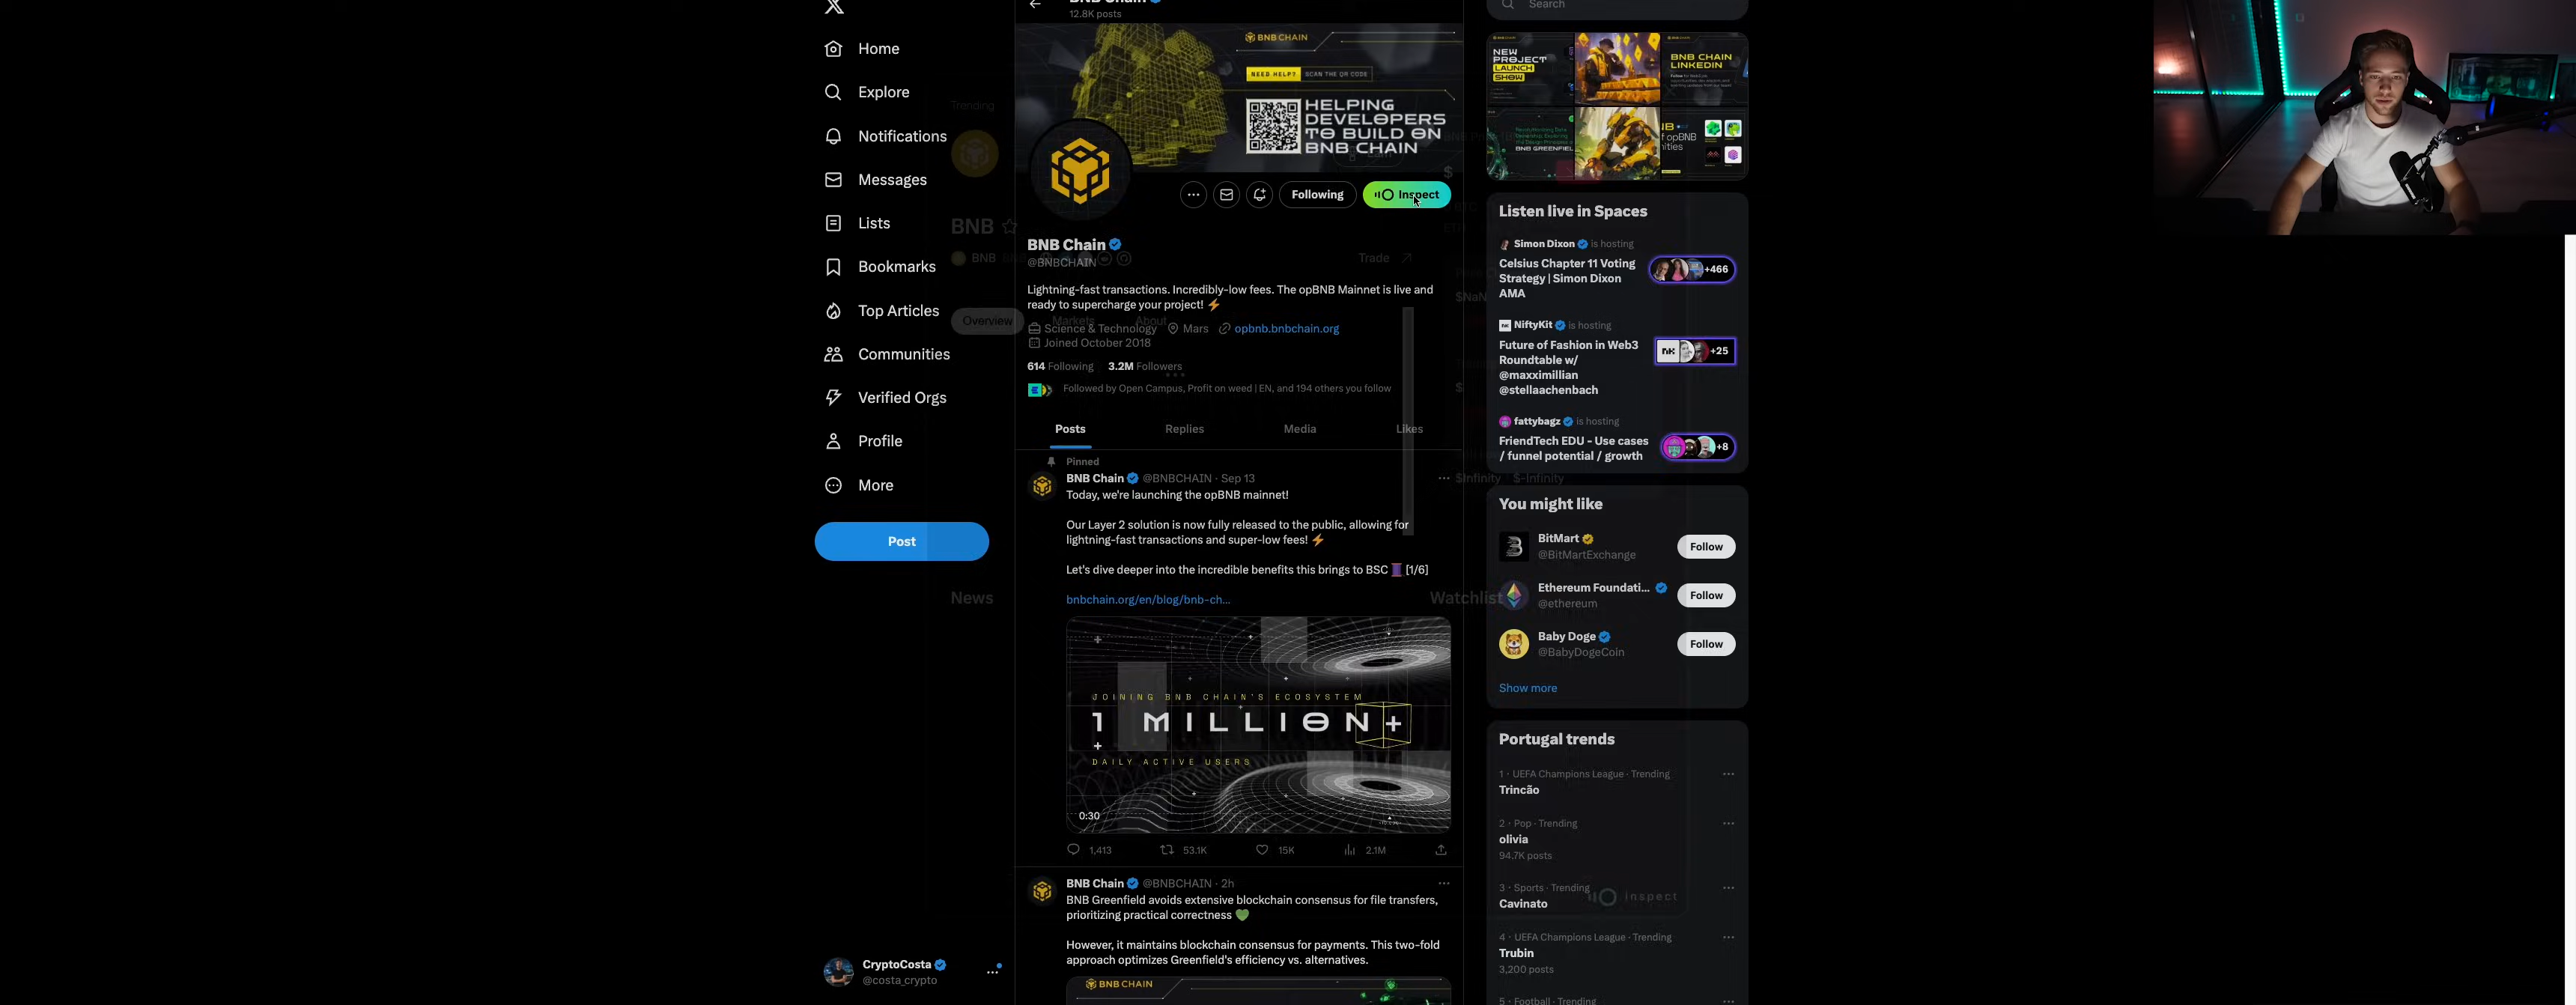 BNB Chain
12.8K posts
Home
Explore
Notifications
Messages
Lists
Bookmarks
Top Articles
Communities
Verified Orgs
Profile
More
Post
CryptoCosta
@costa_crypto
Trending
BNB
BNB
Overview
Markets
About
News
BNB CHAIN
NEED HELP? SCAN THE QR CODE
HELPING
DEVELOPERS
TO BUILD ON
BNB CHAIN
Following
Inspect
BNB Chain
@BNBCHAIN
Trade
Lightning-fast transactions. Incredibly-low fees. The opBNB Mainnet is live and
ready to supercharge your project! ⚡
Science & Technology Mars opbnb.bnbchain.org
Joined October 2018
614 Following 3.2M Followers
Followed by Open Campus, Profit on weed | EN, and 194 others you follow
Posts Replies Media Likes
Pinned
BNB Chain @BNBCHAIN · Sep 13
Today, we're launching the opBNB mainnet!
Our Layer 2 solution is now fully released to the public, allowing for
lightning-fast transactions and super-low fees! ⚡
Let's dive deeper into the incredible benefits this brings to BSC 🧵 [1/6]
bnbchain.org/en/blog/bnb-ch...
JOINING BNB CHAIN'S ECOSYSTEM
1 MILLION+
DAILY ACTIVE USERS
0:30
1,413 53.1K 15K 2.1M
BNB Chain @BNBCHAIN · 2h
BNB Greenfield avoids extensive blockchain consensus for file transfers,
prioritizing practical correctness 💚
However, it maintains blockchain consensus for payments. This two-fold
approach optimizes Greenfield's efficiency vs. alternatives.
BNB CHAIN
Search
NEW
PROJECT
LAUNCH
SHOW
BNB CHAIN
LINKEDIN
BNB GREENFIEL
opBNB
Listen live in Spaces
Simon Dixon is hosting
Celsius Chapter 11 Voting
Strategy | Simon Dixon
AMA
+466
$NaN
NiftyKit is hosting
Future of Fashion in Web3
Roundtable w/
@maxximillian
@stellaachenbach
+25
fattybagz is hosting
FriendTech EDU - Use cases
/ funnel potential / growth
+8
$Infinity · $-Infinity
You might like
BitMart
@BitMartExchange
Follow
Ethereum Foundati...
@ethereum
Follow
Watchlist
Baby Doge
@BabyDogeCoin
Follow
Show more
Portugal trends
1 · UEFA Champions League · Trending
Trincão
2 · Pop · Trending
olivia
94.7K posts
3 · Sports · Trending
Cavinato
inspect
4 · UEFA Champions League · Trending
Trubin
3,200 posts
5 · Football · Trending